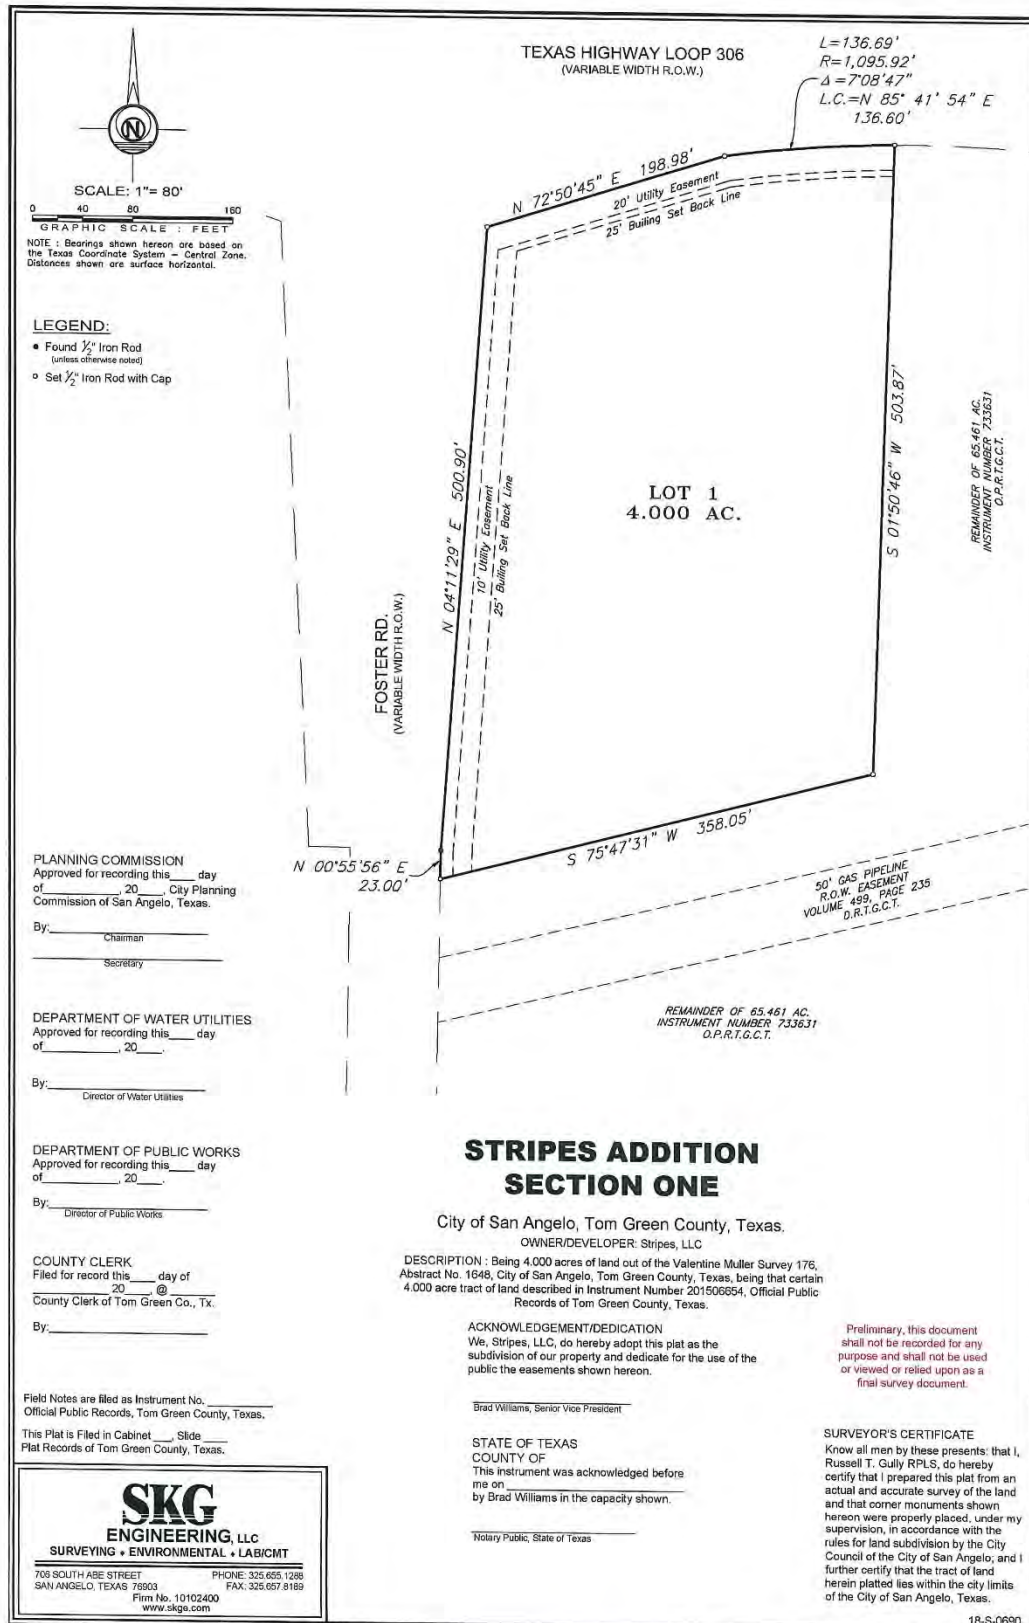 TEXAS HIGHWAY LOOP 306
(VARIABLE WIDTH R.O.W.)
L=136.69'
R=1,095.92'
Δ =7°08'47"
L.C.=N 85° 41' 54" E
136.60'
N
SCALE: 1"= 80'
0 40 80 160
GRAPHIC SCALE : FEET
NOTE : Bearings shown hereon are based on
the Texas Coordinate System - Central Zone.
Distances shown are surface horizontal.
LEGEND:
Found ½" Iron Rod
(unless otherwise noted)
Set ½" Iron Rod with Cap
N 72°50'45" E 198.98'
20' Utility Easement
25' Builing Set Back Line
N 04°11'29" E 500.90'
10' Utility Easement
25' Builing Set Back Line
LOT 1
4.000 AC.
S 01°50'46" W 503.87'
REMAINDER OF 65.461 AC.
INSTRUMENT NUMBER 733631
O.P.R.T.G.C.T.
FOSTER RD.
(VARIABLE WIDTH R.O.W.)
S 75°47'31" W 358.05'
N 00°55'56" E
23.00'
50' GAS PIPELINE
R.O.W. EASEMENT
VOLUME 499, PAGE 235
D.R.T.G.C.T.
REMAINDER OF 65.461 AC.
INSTRUMENT NUMBER 733631
O.P.R.T.G.C.T.
PLANNING COMMISSION
Approved for recording this____ day
of__________, 20____, City Planning
Commission of San Angelo, Texas.
By:____________________
Chairman
Secretary
DEPARTMENT OF WATER UTILITIES
Approved for recording this____ day
of__________, 20____.
By:____________________
Director of Water Utilities
DEPARTMENT OF PUBLIC WORKS
Approved for recording this____ day
of__________, 20____.
By:____________________
Director of Public Works
COUNTY CLERK
Filed for record this____ day of
__________ 20____, @ ________
County Clerk of Tom Green Co., Tx.
By:____________________
Field Notes are filed as Instrument No. ________
Official Public Records, Tom Green County, Texas.
This Plat is Filed in Cabinet ___, Slide ____
Plat Records of Tom Green County, Texas.
SKG
ENGINEERING, LLC
SURVEYING • ENVIRONMENTAL • LAB/CMT
706 SOUTH ABE STREET PHONE: 325.655.1288
SAN ANGELO, TEXAS 76903 FAX: 325.657.8189
Firm No. 10102400
www.skge.com
STRIPES ADDITION
SECTION ONE
City of San Angelo, Tom Green County, Texas.
OWNER/DEVELOPER: Stripes, LLC
DESCRIPTION : Being 4.000 acres of land out of the Valentine Muller Survey 176,
Abstract No. 1648, City of San Angelo, Tom Green County, Texas, being that certain
4.000 acre tract of land described in Instrument Number 201506654, Official Public
Records of Tom Green County, Texas.
ACKNOWLEDGEMENT/DEDICATION
We, Stripes, LLC, do hereby adopt this plat as the
subdivision of our property and dedicate for the use of the
public the easements shown hereon.
Brad Williams, Senior Vice President
STATE OF TEXAS
COUNTY OF
This instrument was acknowledged before
me on ____________________
by Brad Williams in the capacity shown.
Notary Public, State of Texas
Preliminary, this document
shall not be recorded for any
purpose and shall not be used
or viewed or relied upon as a
final survey document.
SURVEYOR'S CERTIFICATE
Know all men by these presents: that I,
Russell T. Gully RPLS, do hereby
certify that I prepared this plat from an
actual and accurate survey of the land
and that corner monuments shown
hereon were properly placed, under my
supervision, in accordance with the
rules for land subdivision by the City
Council of the City of San Angelo; and I
further certify that the tract of land
herein platted lies within the city limits
of the City of San Angelo, Texas.
18-S-0690